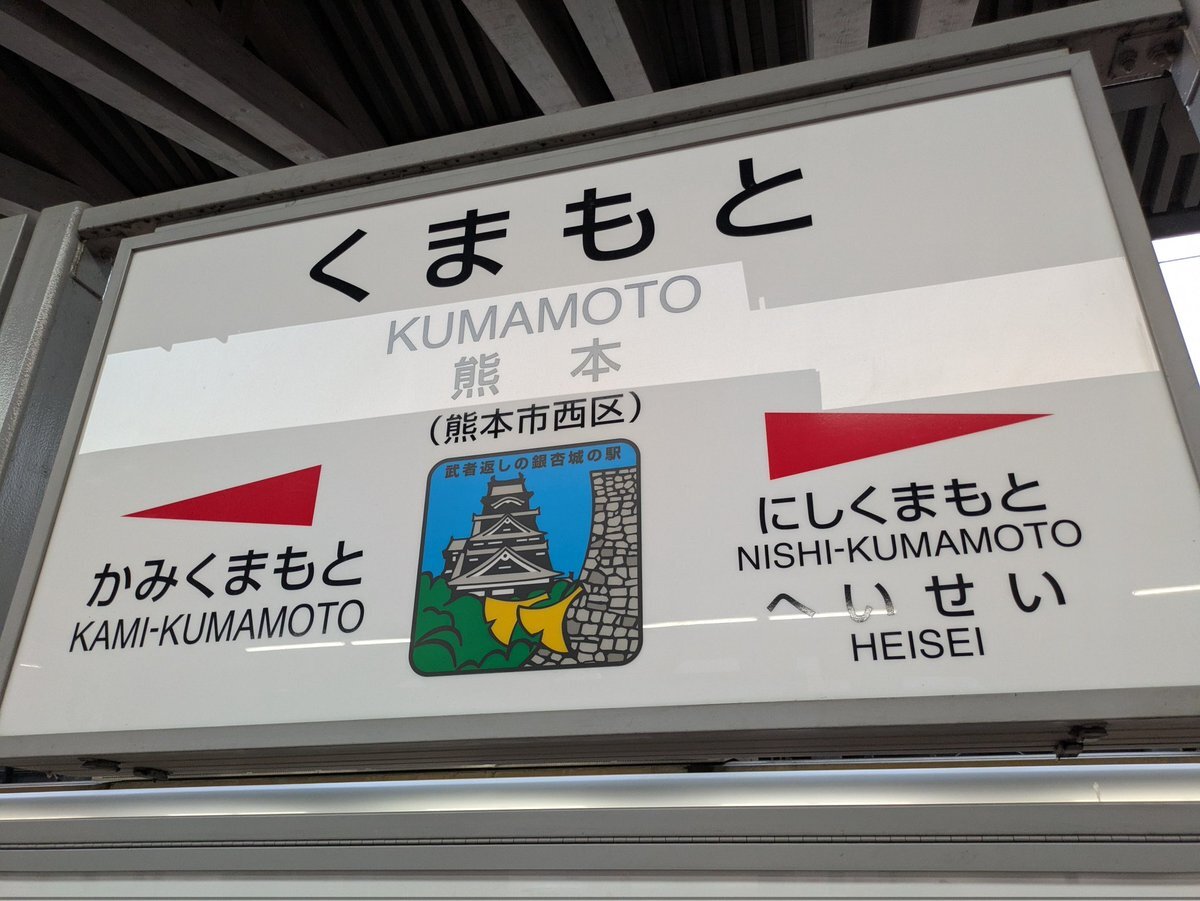 くまもと
KUMAMOTO
熊本
(熊本市西区)
武者返しの銀杏城の駅
かみくまもと
KAMI-KUMAMOTO
にしくまもと
NISHI-KUMAMOTO
へいせい
HEISEI